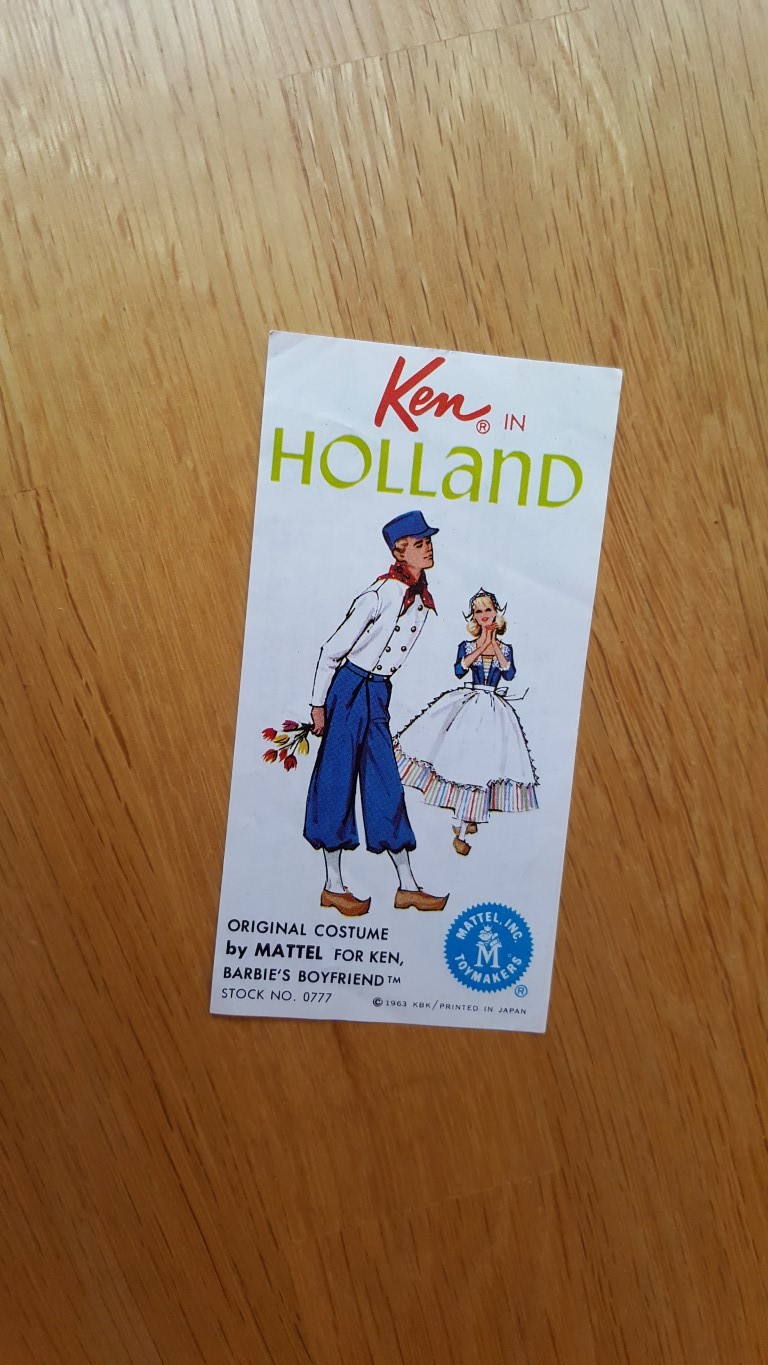 Ken® IN
HOLLAND
ORIGINAL COSTUME
by MATTEL FOR KEN,
BARBIE'S BOYFRIEND™
STOCK NO. 0777
MATTEL, INC.
M
TOYMAKERS
®
© 1963 KBK/PRINTED IN JAPAN